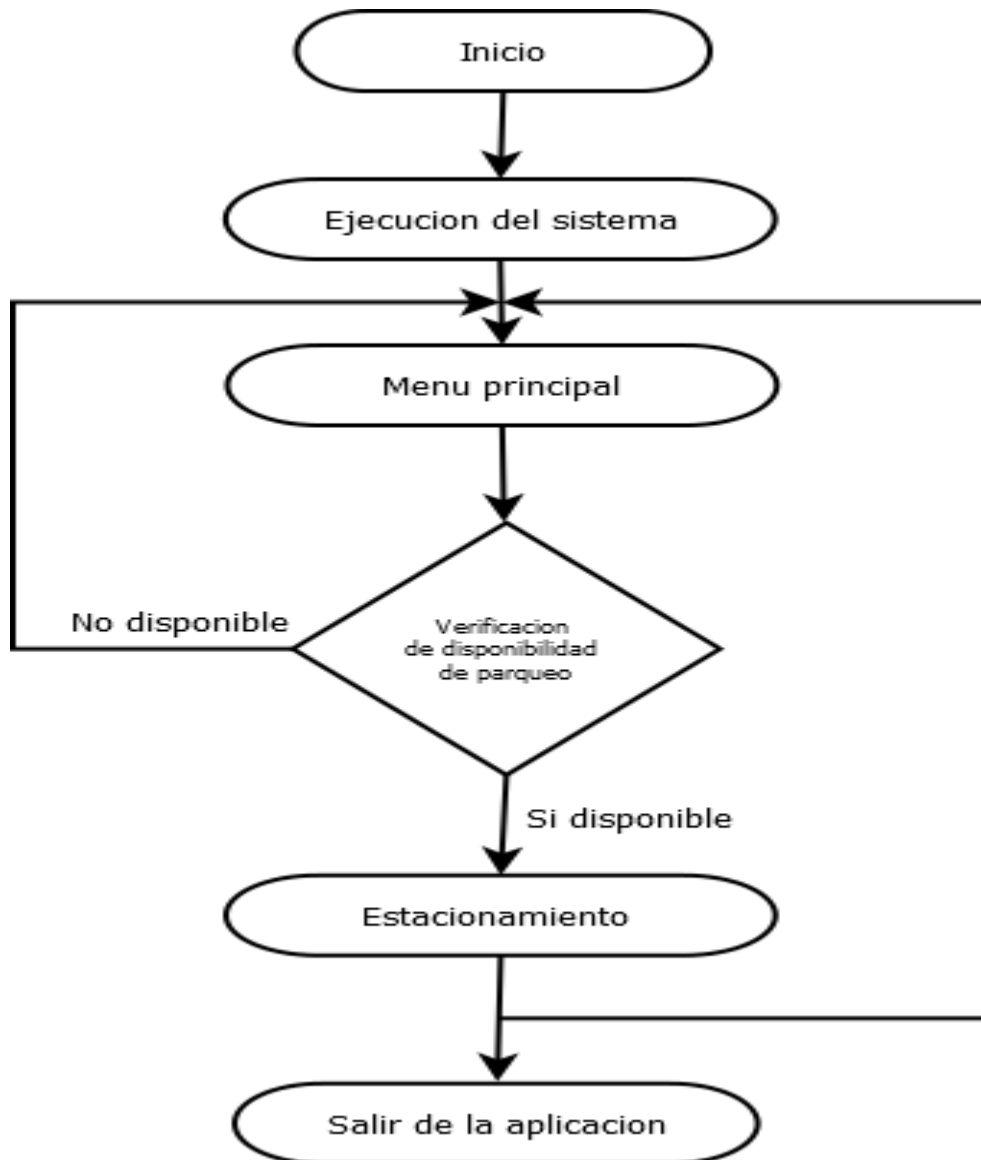 Inicio
Ejecucion del sistema
Menu principal
No disponible
Verificacion
de disponibilidad
de parqueo
Si disponible
Estacionamiento
Salir de la aplicacion